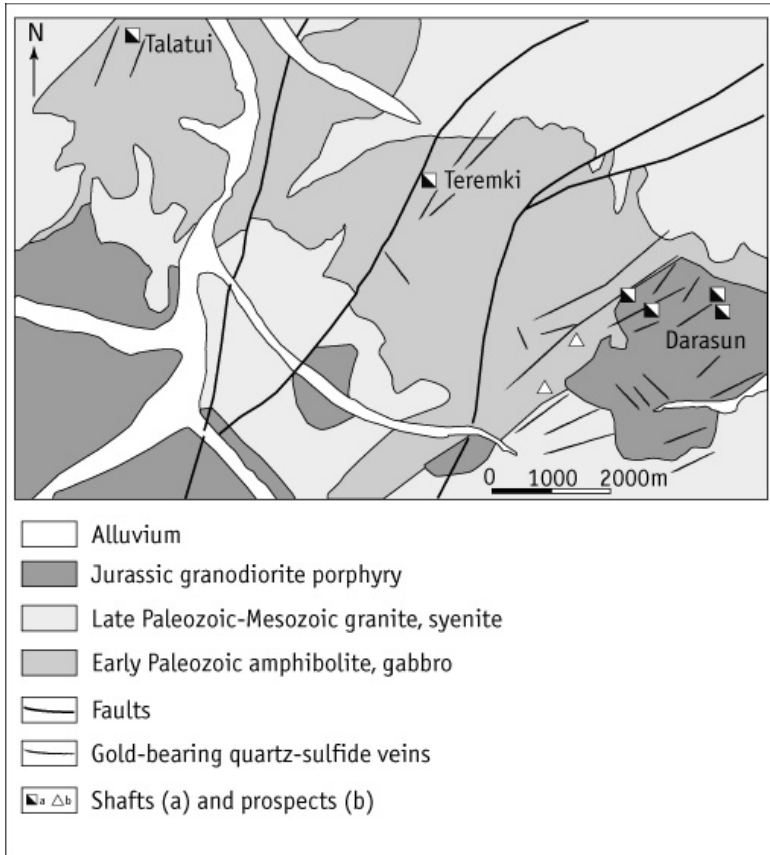 N
Talatui
Teremki
Darasun
0 1000 2000m
Alluvium
Jurassic granodiorite porphyry
Late Paleozoic-Mesozoic granite, syenite
Early Paleozoic amphibolite, gabbro
Faults
Gold-bearing quartz-sulfide veins
a b Shafts (a) and prospects (b)